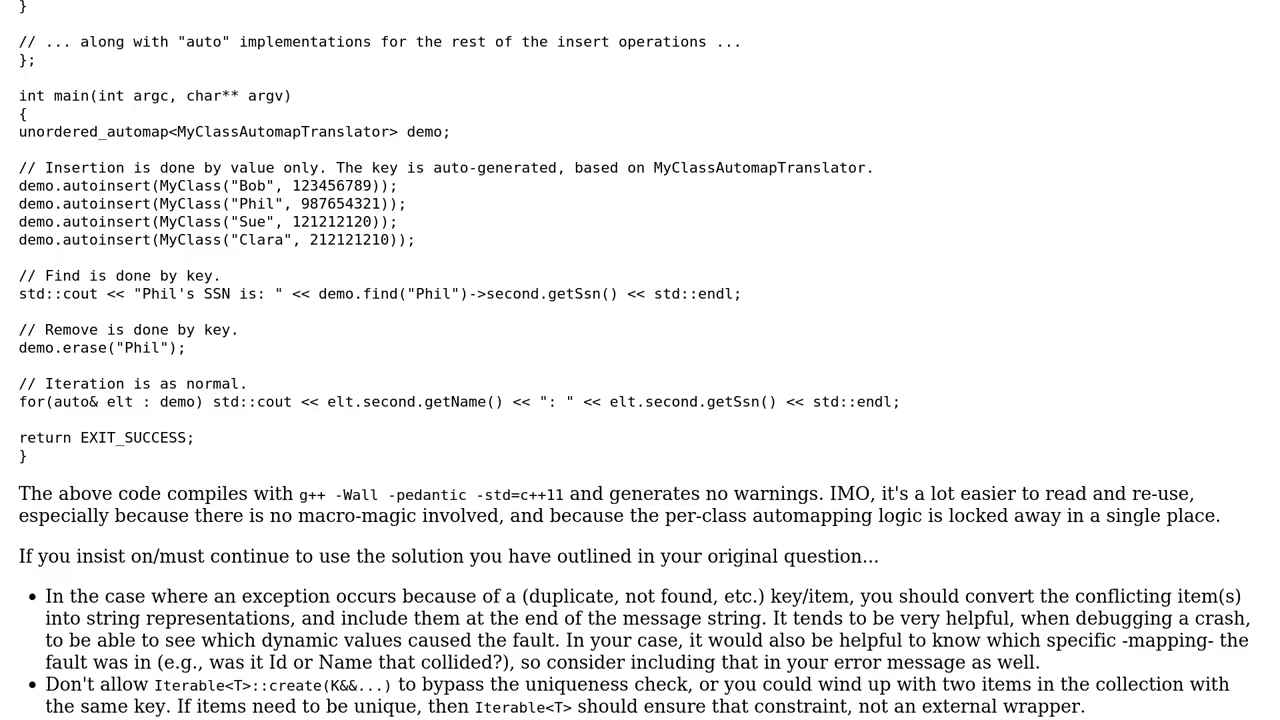 }
// ... along with "auto" implementations for the rest of the insert operations ...
};
int main(int argc, char** argv)
{
unordered_automap<MyClassAutomapTranslator> demo;
// Insertion is done by value only. The key is auto-generated, based on MyClassAutomapTranslator.
demo.autoinsert(MyClass("Bob", 123456789));
demo.autoinsert(MyClass("Phil", 987654321));
demo.autoinsert(MyClass("Sue", 121212120));
demo.autoinsert(MyClass("Clara", 212121210));
// Find is done by key.
std::cout << "Phil's SSN is: " << demo.find("Phil")->second.getSsn() << std::endl;
// Remove is done by key.
demo.erase("Phil");
// Iteration is as normal.
for(auto& elt : demo) std::cout << elt.second.getName() << ": " << elt.second.getSsn() << std::endl;
return EXIT_SUCCESS;
}
The above code compiles with g++ -Wall -pedantic -std=c++11 and generates no warnings. IMO, it's a lot easier to read and re-use,
especially because there is no macro-magic involved, and because the per-class automapping logic is locked away in a single place.
If you insist on/must continue to use the solution you have outlined in your original question...
• In the case where an exception occurs because of a (duplicate, not found, etc.) key/item, you should convert the conflicting item(s)
into string representations, and include them at the end of the message string. It tends to be very helpful, when debugging a crash,
to be able to see which dynamic values caused the fault. In your case, it would also be helpful to know which specific -mapping- the
fault was in (e.g., was it Id or Name that collided?), so consider including that in your error message as well.
• Don't allow Iterable<T>::create(K&&...) to bypass the uniqueness check, or you could wind up with two items in the collection with
the same key. If items need to be unique, then Iterable<T> should ensure that constraint, not an external wrapper.